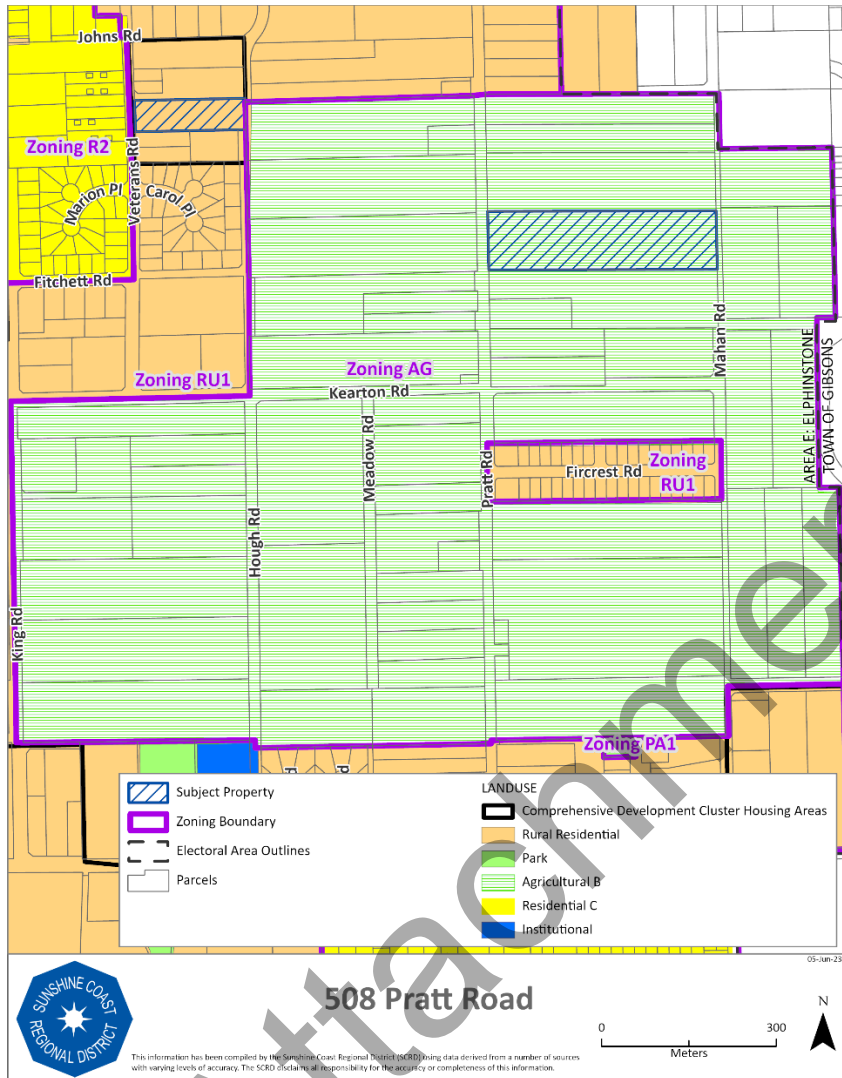 Johns Rd
Zoning R2
Veterans Rd
Marion Pl
Carol Pl
Fitchett Rd
Zoning RU1
Zoning AG
Kearton Rd
Mahan Rd
AREA E: ELPHINSTONE
TOWN OF GIBSONS
Meadow Rd
Pratt Rd
Fircrest Rd
Zoning
RU1
Hough Rd
King Rd
Zoning PA1
Subject Property
Zoning Boundary
Electoral Area Outlines
Parcels
LANDUSE
Comprehensive Development Cluster Housing Areas
Rural Residential
Park
Agricultural B
Residential C
Institutional
05-Jun-23
SUNSHINE COAST
REGIONAL DISTRICT
508 Pratt Road
0 300
Meters
N
This information has been compiled by the Sunshine Coast Regional District (SCRD) using data derived from a number of sources
with varying levels of accuracy. The SCRD disclaims all responsibility for the accuracy or completeness of this information.